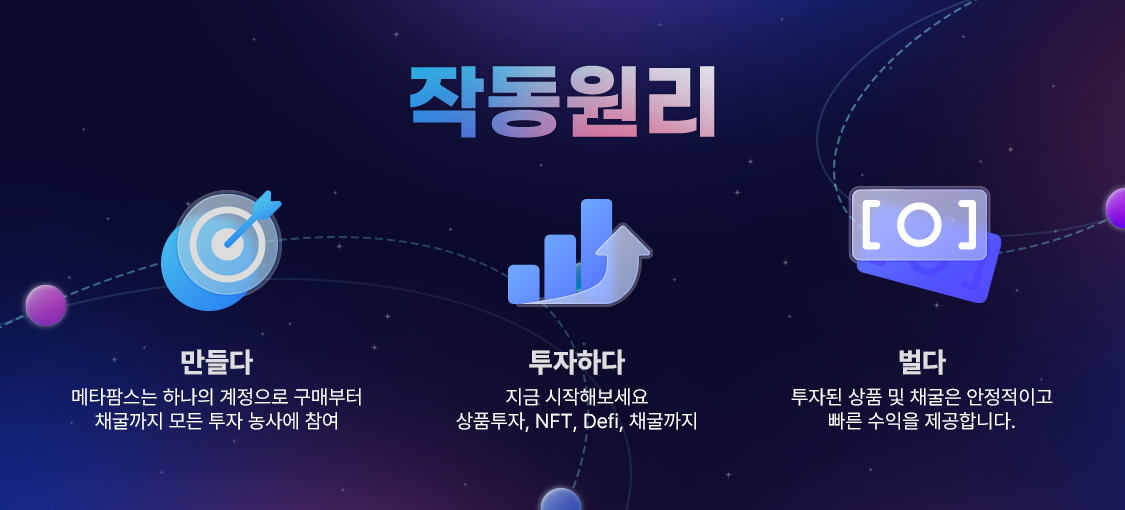 작동원리
만들다
메타팜스는 하나의 계정으로 구매부터
채굴까지 모든 투자 농사에 참여
투자하다
지금 시작해보세요
상품투자, NFT, Defi, 채굴까지
벌다
투자된 상품 및 채굴은 안정적이고
빠른 수익을 제공합니다.